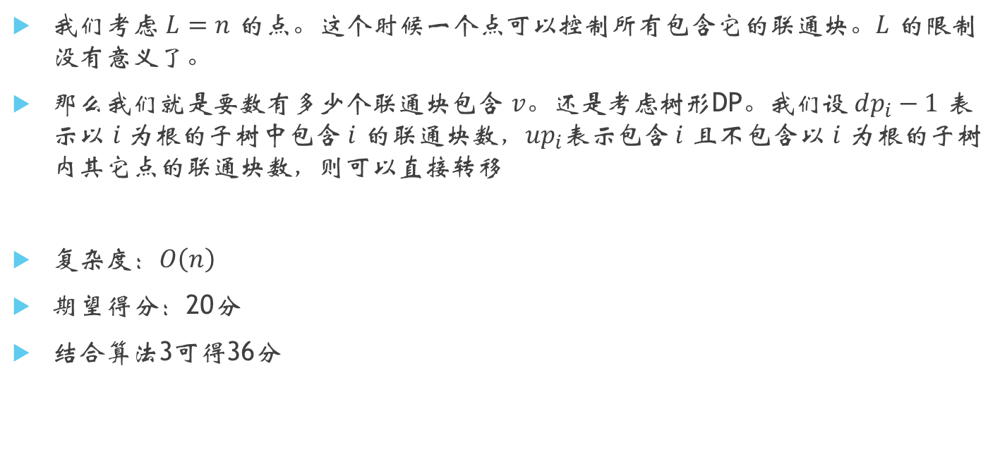 我们考虑 L = n 的点。这个时候一个点可以控制所有包含它的联通块。L 的限制
没有意义了。
那么我们就是要数有多少个联通块包含 v。还是考虑树形DP。我们设 dpᵢ − 1 表
示以 i 为根的子树中包含 i 的联通块数，upᵢ表示包含 i 且不包含以 i 为根的子树
内其它点的联通块数，则可以直接转移
复杂度：O(n)
期望得分：20分
结合算法3可得36分